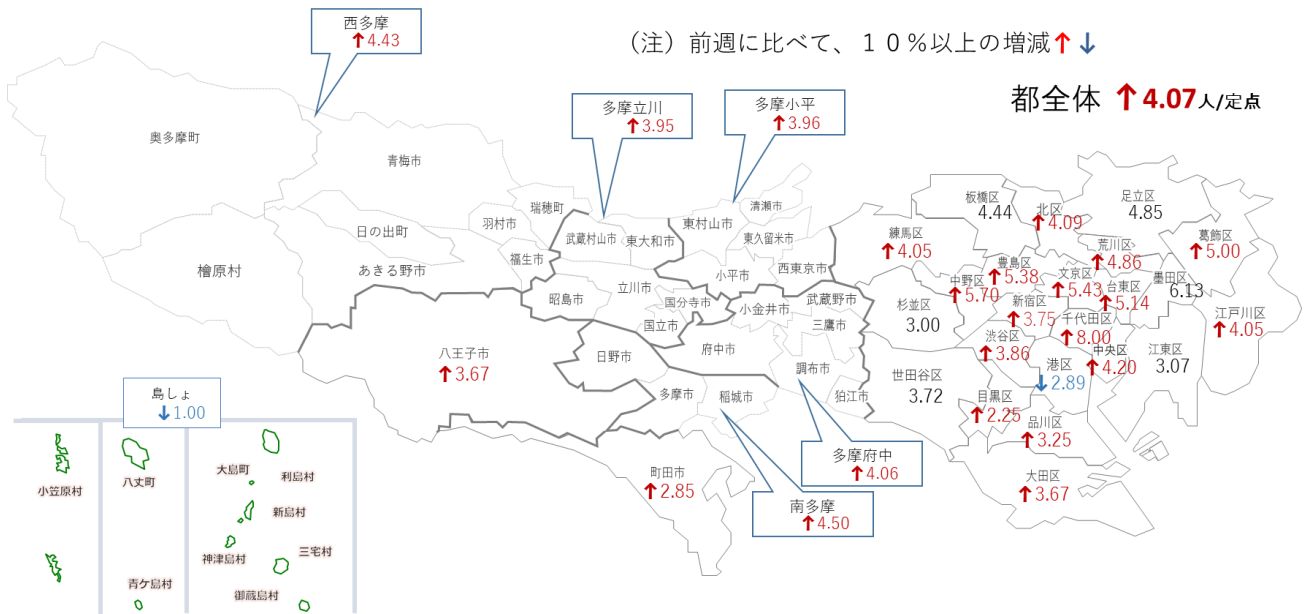 (注)前週に比べて、10%以上の増減↑↓
都全体 ↑4.07人/定点
西多摩
↑4.43
多摩立川
↑3.95
多摩小平
↑3.96
奥多摩町
青梅市
瑞穂町
羽村市
日の出町
福生市
あきる野市
檜原村
武蔵村山市
東大和市
東村山市
清瀬市
東久留米市
小平市
西東京市
昭島市
立川市
国分寺市
国立市
小金井市
武蔵野市
三鷹市
府中市
調布市
狛江市
日野市
八王子市
↑3.67
多摩市
稲城市
町田市
↑2.85
多摩府中
↑4.06
南多摩
↑4.50
板橋区
4.44
北区
↑4.09
足立区
4.85
練馬区
↑4.05
荒川区
↑4.86
葛飾区
↑5.00
豊島区
↑5.38
文京区
↑5.43
台東区
↑5.14
墨田区
6.13
中野区
↑5.70
杉並区
3.00
新宿区
↑3.75
千代田区
↑8.00
江戸川区
↑4.05
渋谷区
↑3.86
中央区
↑4.20
江東区
3.07
港区
↓2.89
世田谷区
3.72
目黒区
↑2.25
品川区
↑3.25
大田区
↑3.67
島しょ
↓1.00
小笠原村
八丈町
青ケ島村
大島町
利島村
新島村
神津島村
三宅村
御蔵島村